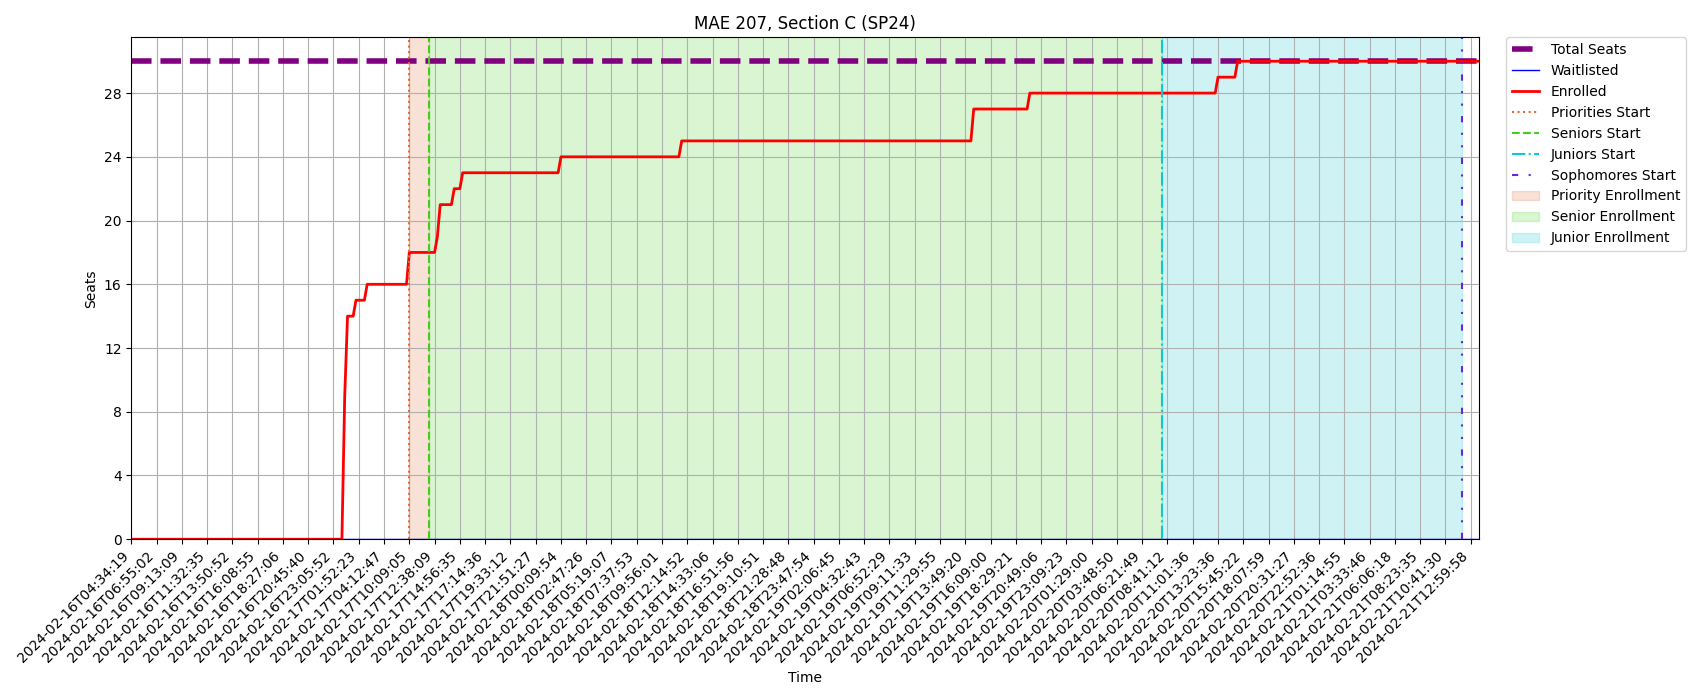 MAE 207, Section C (SP24)
Seats
28
24
20
16
12
8
4
0
Total Seats
Waitlisted
Enrolled
Priorities Start
Seniors Start
Juniors Start
Sophomores Start
Priority Enrollment
Senior Enrollment
Junior Enrollment
2024-02-16T04:34:19
2024-02-16T06:55:02
2024-02-16T09:13:09
2024-02-16T11:32:35
2024-02-16T13:50:52
2024-02-16T16:08:55
2024-02-16T18:27:06
2024-02-16T20:45:40
2024-02-16T23:05:52
2024-02-17T01:52:23
2024-02-17T04:12:47
2024-02-17T10:09:05
2024-02-17T12:38:09
2024-02-17T14:56:35
2024-02-17T17:14:36
2024-02-17T19:33:12
2024-02-17T21:51:27
2024-02-18T00:09:54
2024-02-18T02:47:26
2024-02-18T05:19:07
2024-02-18T07:37:53
2024-02-18T09:56:01
2024-02-18T12:14:52
2024-02-18T14:33:06
2024-02-18T16:51:56
2024-02-18T19:10:51
2024-02-18T21:28:48
2024-02-18T23:47:54
2024-02-19T02:06:45
2024-02-19T04:32:43
2024-02-19T06:52:29
2024-02-19T09:11:33
2024-02-19T11:29:55
2024-02-19T13:49:20
2024-02-19T16:09:00
2024-02-19T18:29:21
2024-02-19T20:49:06
2024-02-19T23:09:23
2024-02-20T01:29:00
2024-02-20T03:48:50
2024-02-20T06:21:49
2024-02-20T08:41:12
2024-02-20T11:01:36
2024-02-20T13:23:36
2024-02-20T15:45:22
2024-02-20T18:07:59
2024-02-20T20:31:27
2024-02-20T22:52:36
2024-02-21T01:14:55
2024-02-21T03:33:46
2024-02-21T06:06:18
2024-02-21T08:23:35
2024-02-21T10:41:30
2024-02-21T12:59:58
Time